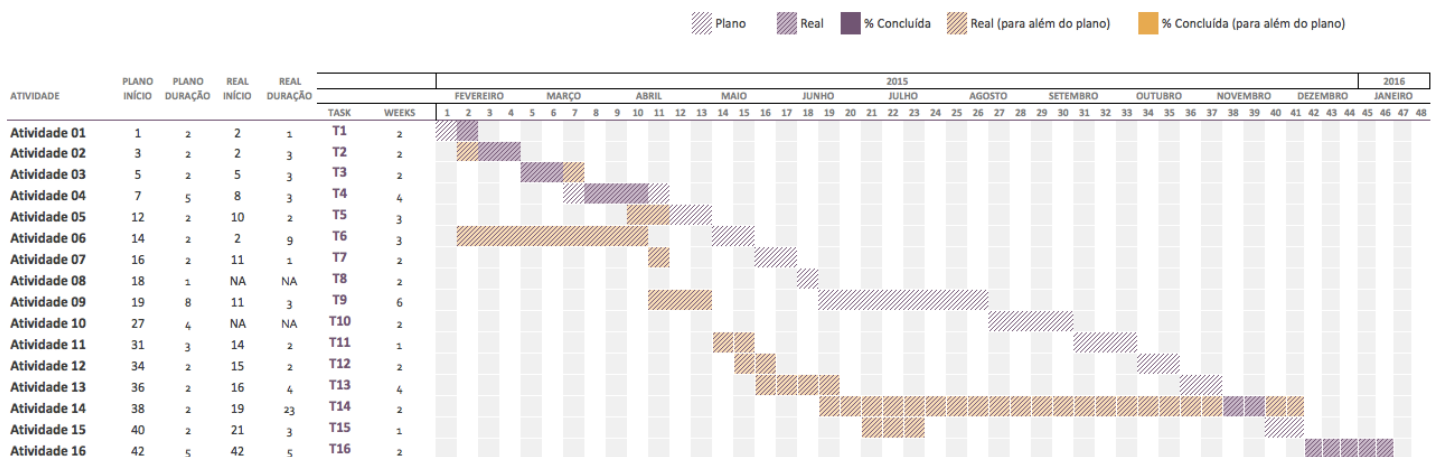 Plano Real % Concluída Real (para além do plano) % Concluída (para além do plano)
PLANO PLANO REAL REAL 2015 2016
ATIVIDADE INÍCIO DURAÇÃO INÍCIO DURAÇÃO FEVEREIRO MARÇO ABRIL MAIO JUNHO JULHO AGOSTO SETEMBRO OUTUBRO NOVEMBRO DEZEMBRO JANEIRO
TASK WEEKS 1 2 3 4 5 6 7 8 9 10 11 12 13 14 15 16 17 18 19 20 21 22 23 24 25 26 27 28 29 30 31 32 33 34 35 36 37 38 39 40 41 42 43 44 45 46 47 48
Atividade 01 1 2 2 1 T1 2
Atividade 02 3 2 2 3 T2 2
Atividade 03 5 2 5 3 T3 2
Atividade 04 7 5 8 3 T4 4
Atividade 05 12 2 10 2 T5 3
Atividade 06 14 2 2 9 T6 3
Atividade 07 16 2 11 1 T7 2
Atividade 08 18 1 NA NA T8 2
Atividade 09 19 8 11 3 T9 6
Atividade 10 27 4 NA NA T10 2
Atividade 11 31 3 14 2 T11 1
Atividade 12 34 2 15 2 T12 2
Atividade 13 36 2 16 4 T13 4
Atividade 14 38 2 19 23 T14 2
Atividade 15 40 2 21 3 T15 1
Atividade 16 42 5 42 5 T16 2